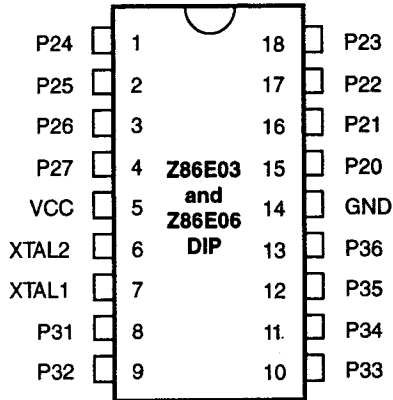 P24 1 18 P23
P25 2 17 P22
P26 3 16 P21
P27 4 Z86E03 15 P20
VCC 5 and 14 GND
XTAL2 6 Z86E06 13 P36
DIP
XTAL1 7 12 P35
P31 8 11 P34
P32 9 10 P33